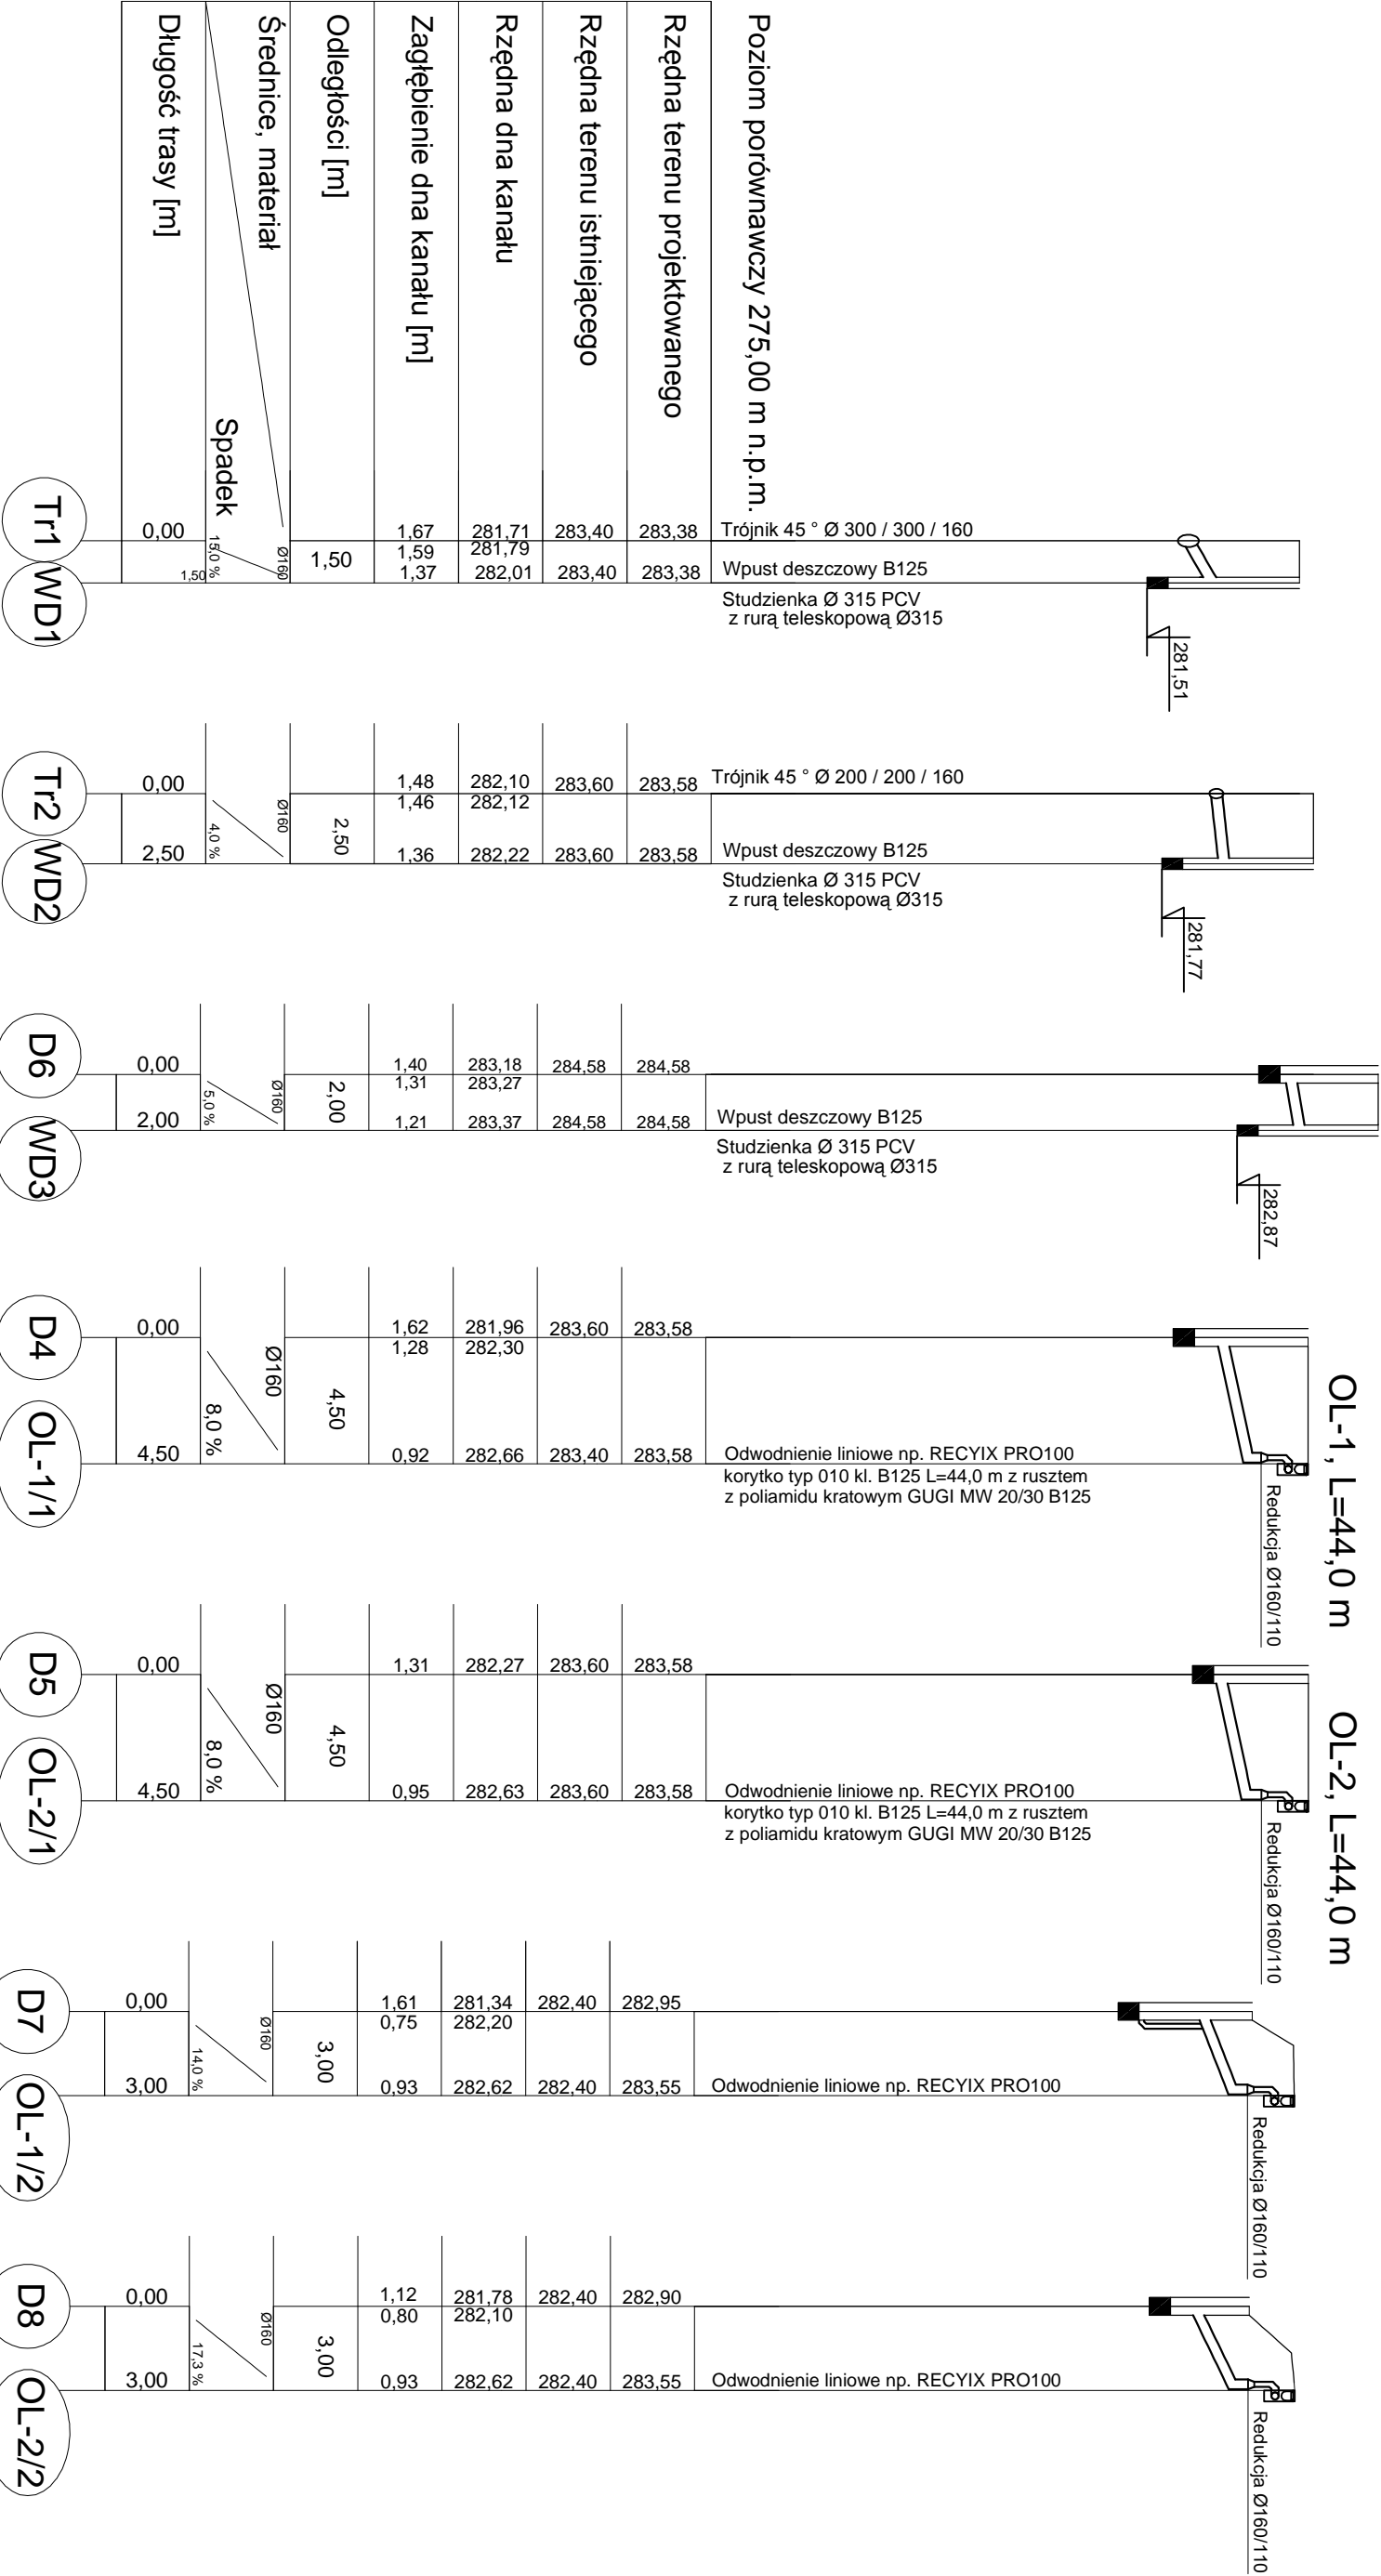 OL-1, L=44,0 m
OL-2, L=44,0 m
Poziom porównawczy 275,00 m n.p.m.
Rzędna terenu projektowanego
Rzędna terenu istniejącego
Rzędna dna kanału
Zagłębienie dna kanału [m]
Odległości [m]
Średnice, materiał
Spadek
Długość trasy [m]
281,51
Trójnik 45 ° Ø 300 / 300 / 160
Wpust deszczowy B125
Studzienka Ø 315 PCV
z rurą teleskopową Ø315
283,38
283,38
283,40
283,40
281,71
281,79
282,01
1,67
1,59
1,37
1,50
Ø160
15,0 %
0,00
1,50
Tr1
WD1
281,77
Trójnik 45 ° Ø 200 / 200 / 160
Wpust deszczowy B125
Studzienka Ø 315 PCV
z rurą teleskopową Ø315
283,58
283,58
283,60
283,60
282,10
282,12
282,22
1,48
1,46
1,36
2,50
Ø160
4,0 %
0,00
2,50
Tr2
WD2
282,87
Wpust deszczowy B125
Studzienka Ø 315 PCV
z rurą teleskopową Ø315
284,58
284,58
284,58
284,58
283,18
283,27
283,37
1,40
1,31
1,21
2,00
Ø160
5,0 %
0,00
2,00
D6
WD3
Redukcja Ø160/110
Odwodnienie liniowe np. RECYIX PRO100
korytko typ 010 kl. B125 L=44,0 m z rusztem
z poliamidu kratowym GUGI MW 20/30 B125
283,58
283,58
283,60
283,40
281,96
282,30
282,66
1,62
1,28
0,92
4,50
Ø160
8,0 %
0,00
4,50
D4
OL-1/1
Redukcja Ø160/110
Odwodnienie liniowe np. RECYIX PRO100
korytko typ 010 kl. B125 L=44,0 m z rusztem
z poliamidu kratowym GUGI MW 20/30 B125
283,58
283,58
283,60
283,60
282,27
282,63
1,31
0,95
4,50
Ø160
8,0 %
0,00
4,50
D5
OL-2/1
Redukcja Ø160/110
Odwodnienie liniowe np. RECYIX PRO100
282,95
283,55
282,40
282,40
281,34
282,20
282,62
1,61
0,75
0,93
3,00
Ø160
14,0 %
0,00
3,00
D7
OL-1/2
Redukcja Ø160/110
Odwodnienie liniowe np. RECYIX PRO100
282,90
283,55
282,40
282,40
281,78
282,10
282,62
1,12
0,80
0,93
3,00
Ø160
17,3 %
0,00
3,00
D8
OL-2/2